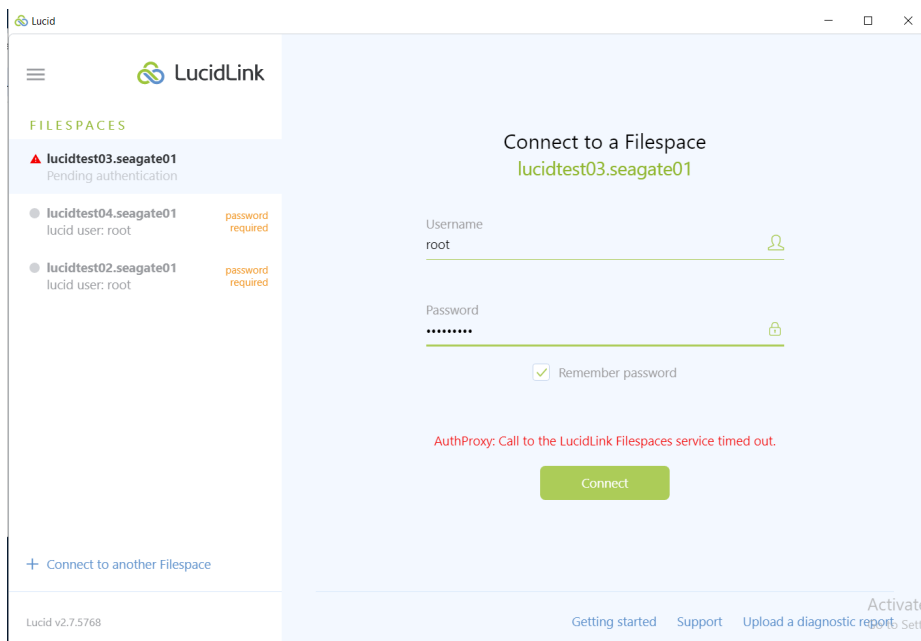 Lucid
LucidLink
FILESPACES
lucidtest03.seagate01
Pending authentication
lucidtest04.seagate01
lucid user: root
password
required
lucidtest02.seagate01
lucid user: root
password
required
+ Connect to another Filespace
Lucid v2.7.5768
Connect to a Filespace
lucidtest03.seagate01
Username
root
Password
•••••••••
Remember password
AuthProxy: Call to the LucidLink Filespaces service timed out.
Connect
Getting started Support Upload a diagnostic report
Activate